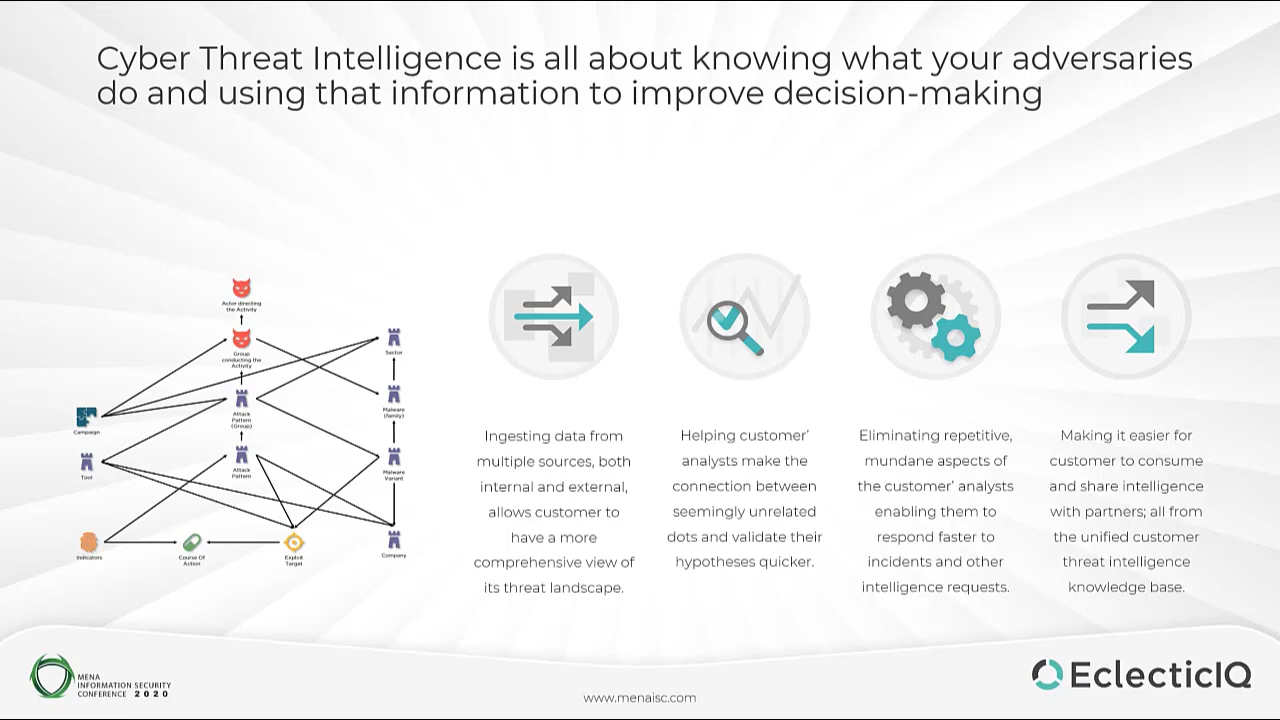 Cyber Threat Intelligence is all about knowing what your adversaries
do and using that information to improve decision-making
Actor directing
the Activity
Group
conducting the
Activity
Sector
Attack
Pattern
(Group)
Malware
(family)
Campaign
Tool
Attack
Pattern
Malware
Variant
Indicators
Course Of
Action
Exploit
Target
Company
Ingesting data from
multiple sources, both
internal and external,
allows customer to
have a more
comprehensive view of
its threat landscape.
Helping customer'
analysts make the
connection between
seemingly unrelated
dots and validate their
hypotheses quicker.
Eliminating repetitive,
mundane aspects of
the customer' analysts
enabling them to
respond faster to
incidents and other
intelligence requests.
Making it easier for
customer to consume
and share intelligence
with partners; all from
the unified customer
threat intelligence
knowledge base.
MENA
INFORMATION SECURITY
CONFERENCE 2020
www.menaisc.com
EclecticIQ